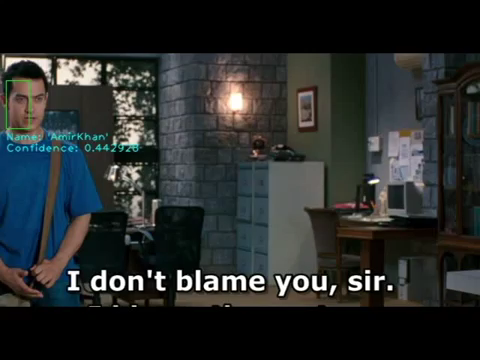 Name: 'AmirKhan'
Confidence: 0.442928
I don't blame you, sir.